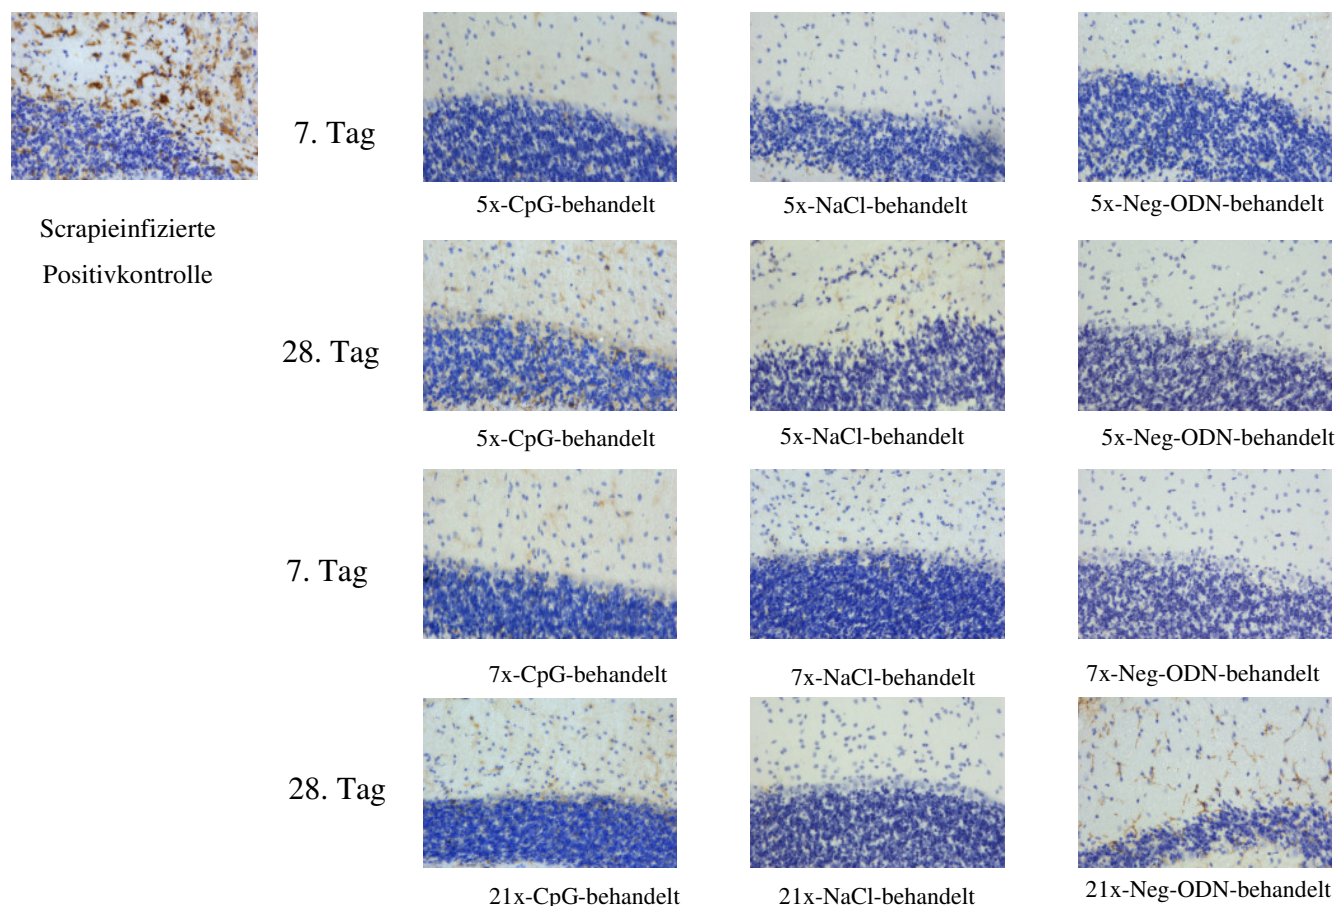 7. Tag
5x-CpG-behandelt
5x-NaCl-behandelt
5x-Neg-ODN-behandelt
Scrapieinfizierte
Positivkontrolle
28. Tag
5x-CpG-behandelt
5x-NaCl-behandelt
5x-Neg-ODN-behandelt
7. Tag
7x-CpG-behandelt
7x-NaCl-behandelt
7x-Neg-ODN-behandelt
28. Tag
21x-CpG-behandelt
21x-NaCl-behandelt
21x-Neg-ODN-behandelt